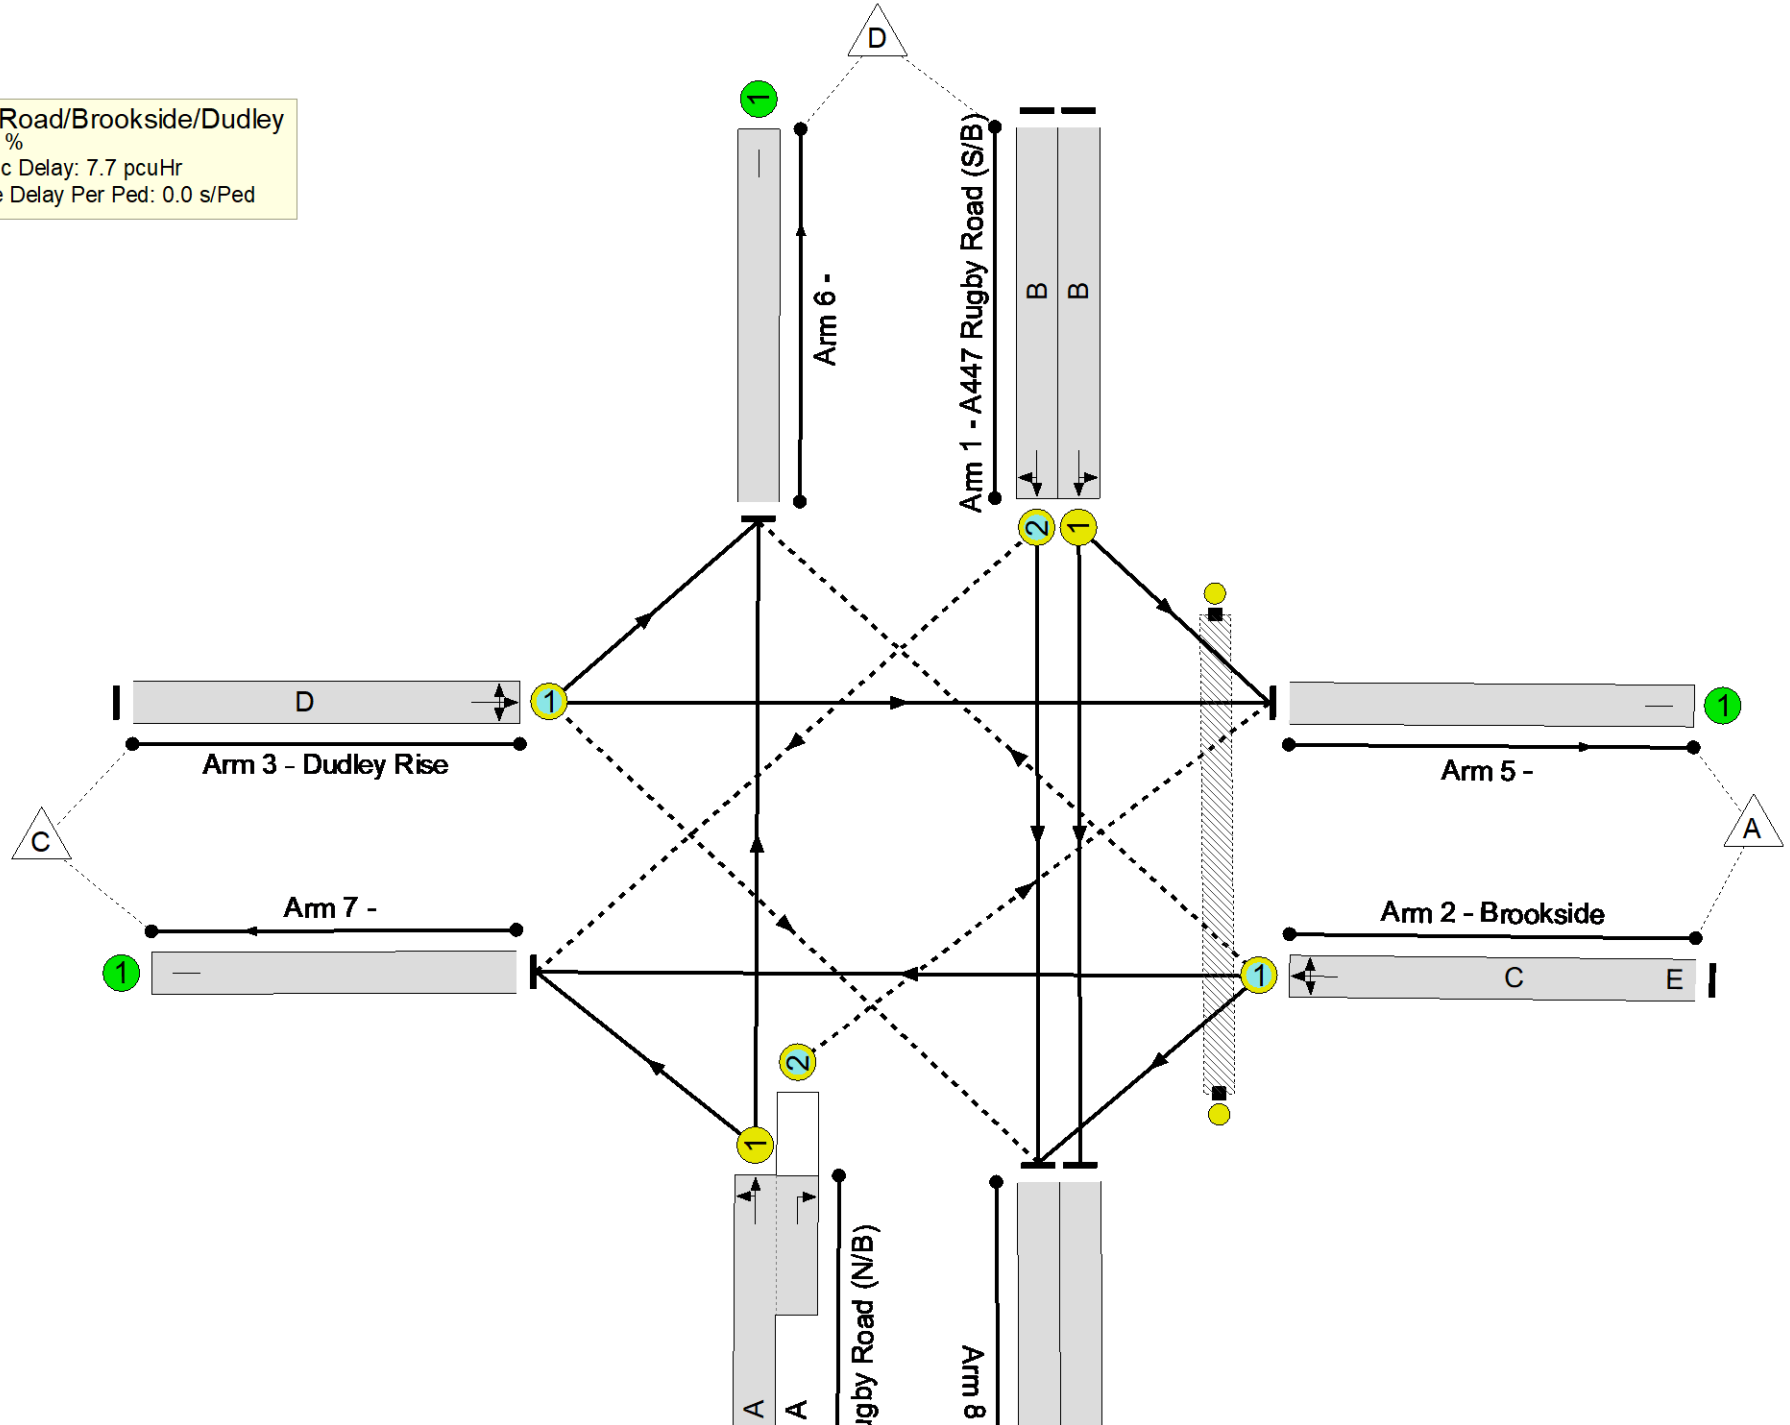 D
Road/Brookside/Dudley
%
c Delay: 7.7 pcuHr
e Delay Per Ped: 0.0 s/Ped
1
Arm 6 -
Arm 1 - A447 Rugby Road (S/B)
B
B
2
1
D
1
Arm 3 - Dudley Rise
1
Arm 5 -
C
A
Arm 7 -
Arm 2 - Brookside
1
1
C
E
2
1
ugby Road (N/B)
Arm 8
A
A